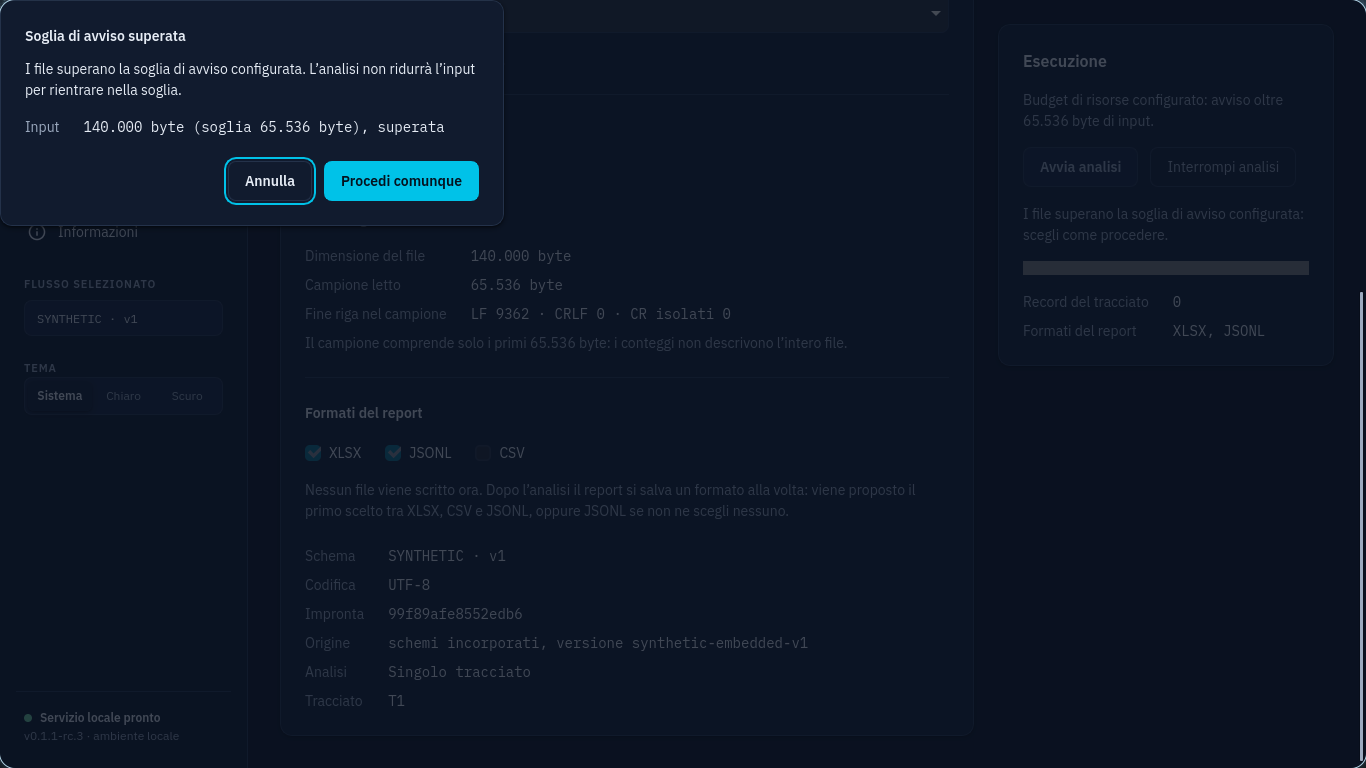 Soglia di avviso superata
I file superano la soglia di avviso configurata. L’analisi non ridurrà l’input
per rientrare nella soglia.
Input 140.000 byte (soglia 65.536 byte), superata
Annulla Procedi comunque
Informazioni
FLUSSO SELEZIONATO
SYNTHETIC · v1
TEMA
Sistema Chiaro Scuro
Servizio locale pronto
v0.1.1-rc.3 · ambiente locale
Dimensione del file 140.000 byte
Campione letto 65.536 byte
Fine riga nel campione LF 9362 · CRLF 0 · CR isolati 0
Il campione comprende solo i primi 65.536 byte: i conteggi non descrivono l’intero file.
Formati del report
XLSX JSONL CSV
Nessun file viene scritto ora. Dopo l’analisi il report si salva un formato alla volta: viene proposto il
primo scelto tra XLSX, CSV e JSONL, oppure JSONL se non ne scegli nessuno.
Schema SYNTHETIC · v1
Codifica UTF-8
Impronta 99f89afe8552edb6
Origine schemi incorporati, versione synthetic-embedded-v1
Analisi Singolo tracciato
Tracciato T1
Esecuzione
Budget di risorse configurato: avviso oltre
65.536 byte di input.
Avvia analisi Interrompi analisi
I file superano la soglia di avviso configurata:
scegli come procedere.
Record del tracciato 0
Formati del report XLSX, JSONL